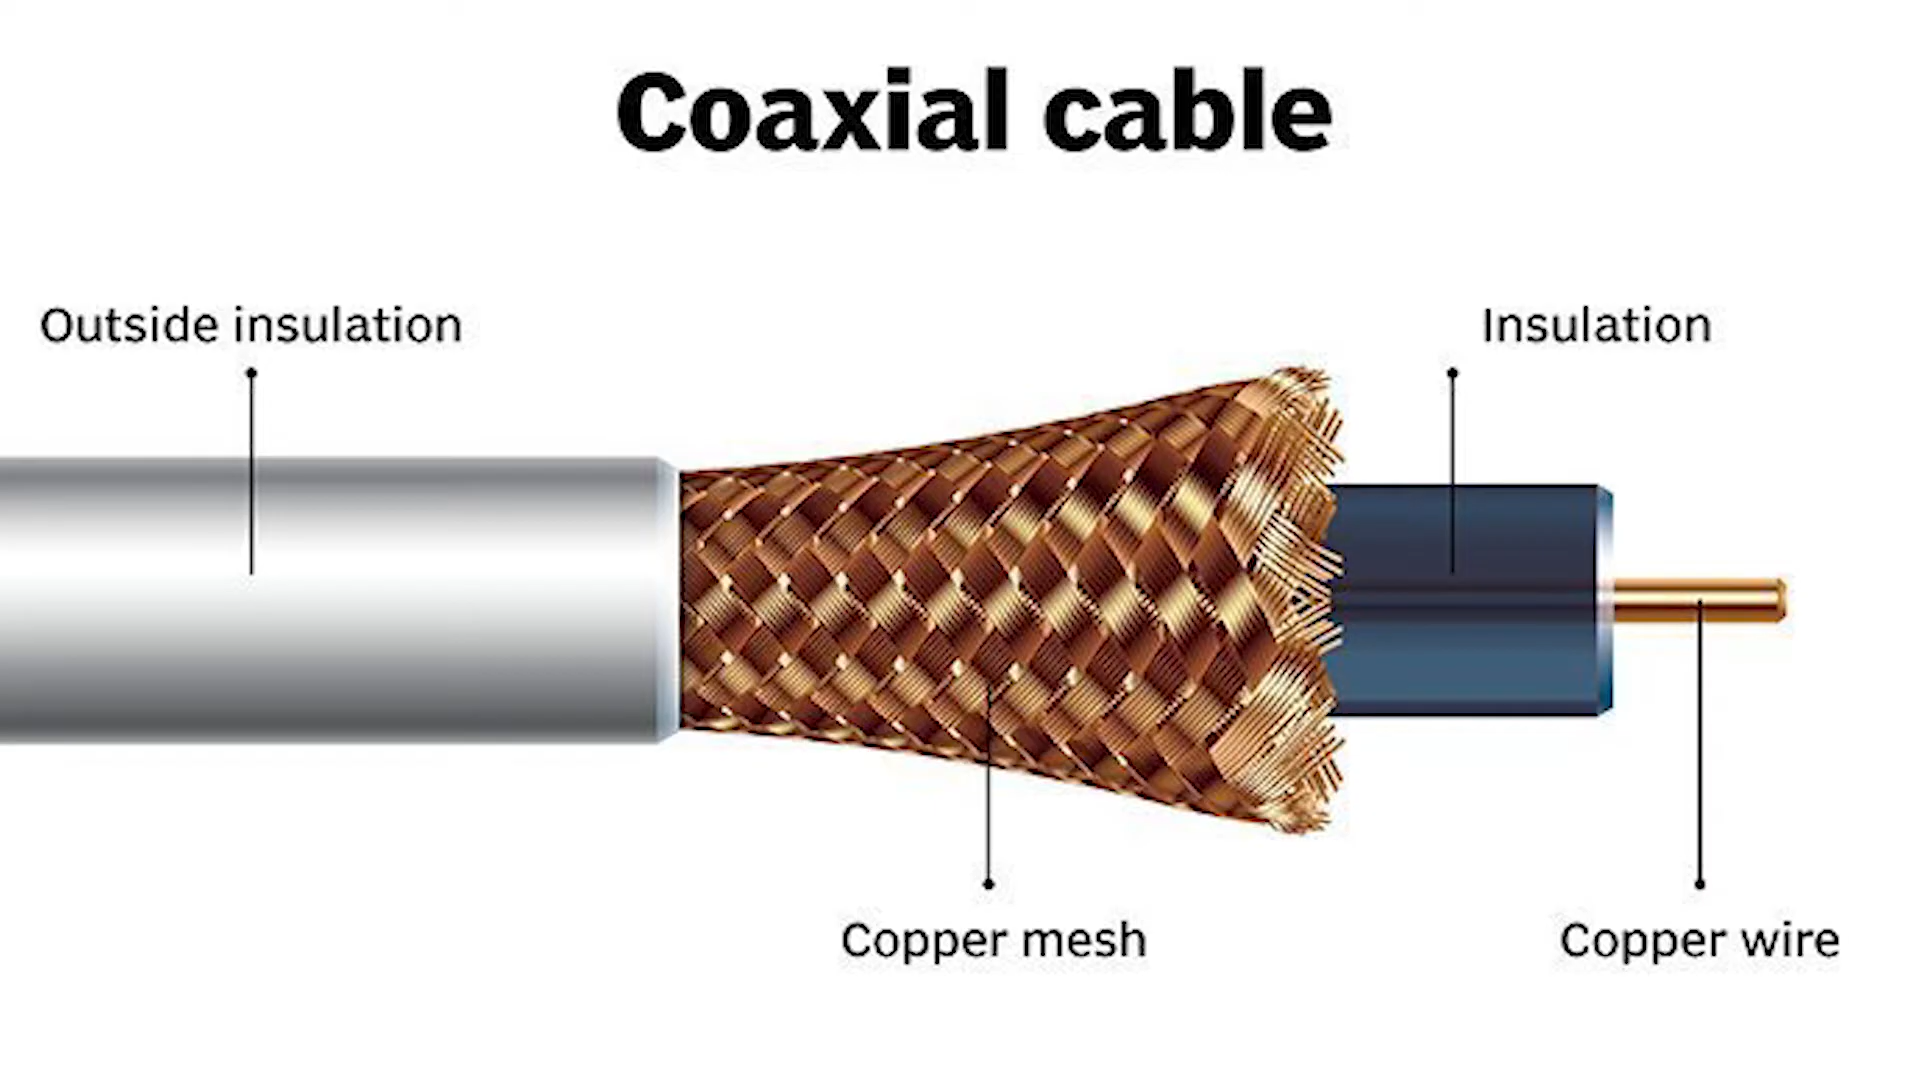 Coaxial cable
Outside insulation
Insulation
Copper mesh
Copper wire